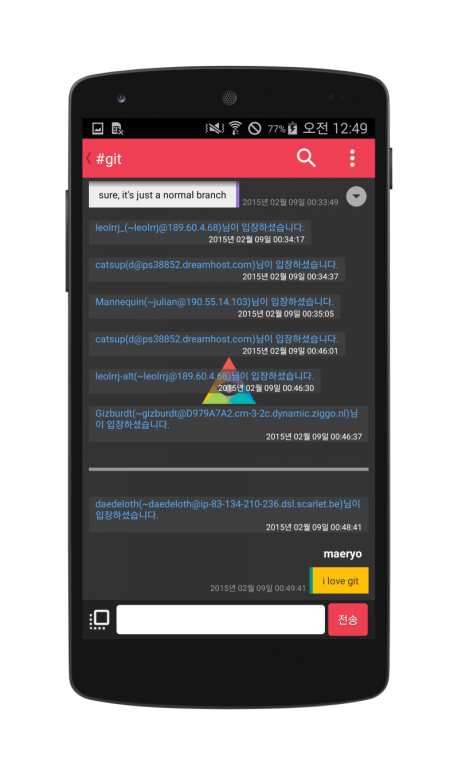 77% 오전 12:49
#git
sure, it's just a normal branch
2015년 02월 09일 00:33:49
leolrrj_(~leolrrj@189.60.4.68)님이 입장하셨습니다.
2015년 02월 09일 00:34:17
catsup(d@ps38852.dreamhost.com)님이 입장하셨습니다.
2015년 02월 09일 00:34:37
Mannequin(~julian@190.55.14.103)님이 입장하셨습니다.
2015년 02월 09일 00:35:05
catsup(d@ps38852.dreamhost.com)님이 입장하셨습니다.
2015년 02월 09일 00:46:01
leolrrj-alt(~leolrrj@189.60.4.68)님이 입장하셨습니다.
2015년 02월 09일 00:46:30
Gizburdt(~gizburdt@D979A7A2.cm-3-2c.dynamic.ziggo.nl)님
이 입장하셨습니다.
2015년 02월 09일 00:46:37
daedeloth(~daedeloth@ip-83-134-210-236.dsl.scarlet.be)님이
입장하셨습니다.
2015년 02월 09일 00:48:41
maeryo
2015년 02월 09일 00:49:41
i love git
전송